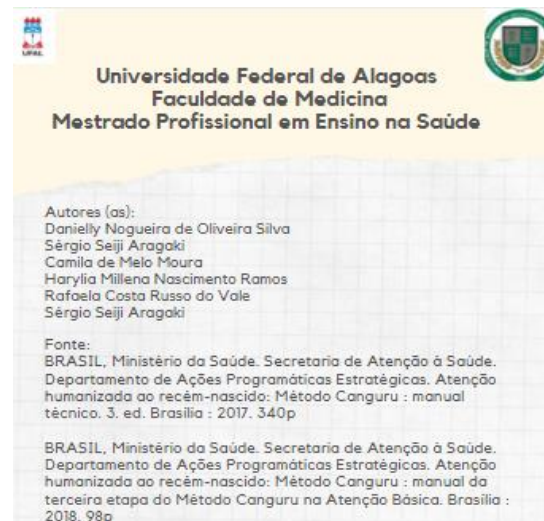 UFAL
Universidade Federal de Alagoas
Faculdade de Medicina
Mestrado Profissional em Ensino na Saúde
Autores (as):
Danielly Nogueira de Oliveira Silva
Sérgio Seiji Aragaki
Camila de Melo Moura
Harylia Millena Nascimento Ramos
Rafaela Costa Russo do Vale
Sérgio Seiji Aragaki
Fonte:
BRASIL, Ministério da Saúde. Secretaria de Atenção à Saúde.
Departamento de Ações Programáticas Estratégicas. Atenção
humanizada ao recém-nascido: Método Canguru : manual
técnico. 3. ed. Brasília : 2017. 340p
BRASIL, Ministério da Saúde. Secretaria de Atenção à Saúde.
Departamento de Ações Programáticas Estratégicas. Atenção
humanizada ao recém-nascido: Método Canguru : manual da
terceira etapa do Método Canguru na Atenção Básica. Brasília :
2018. 98p